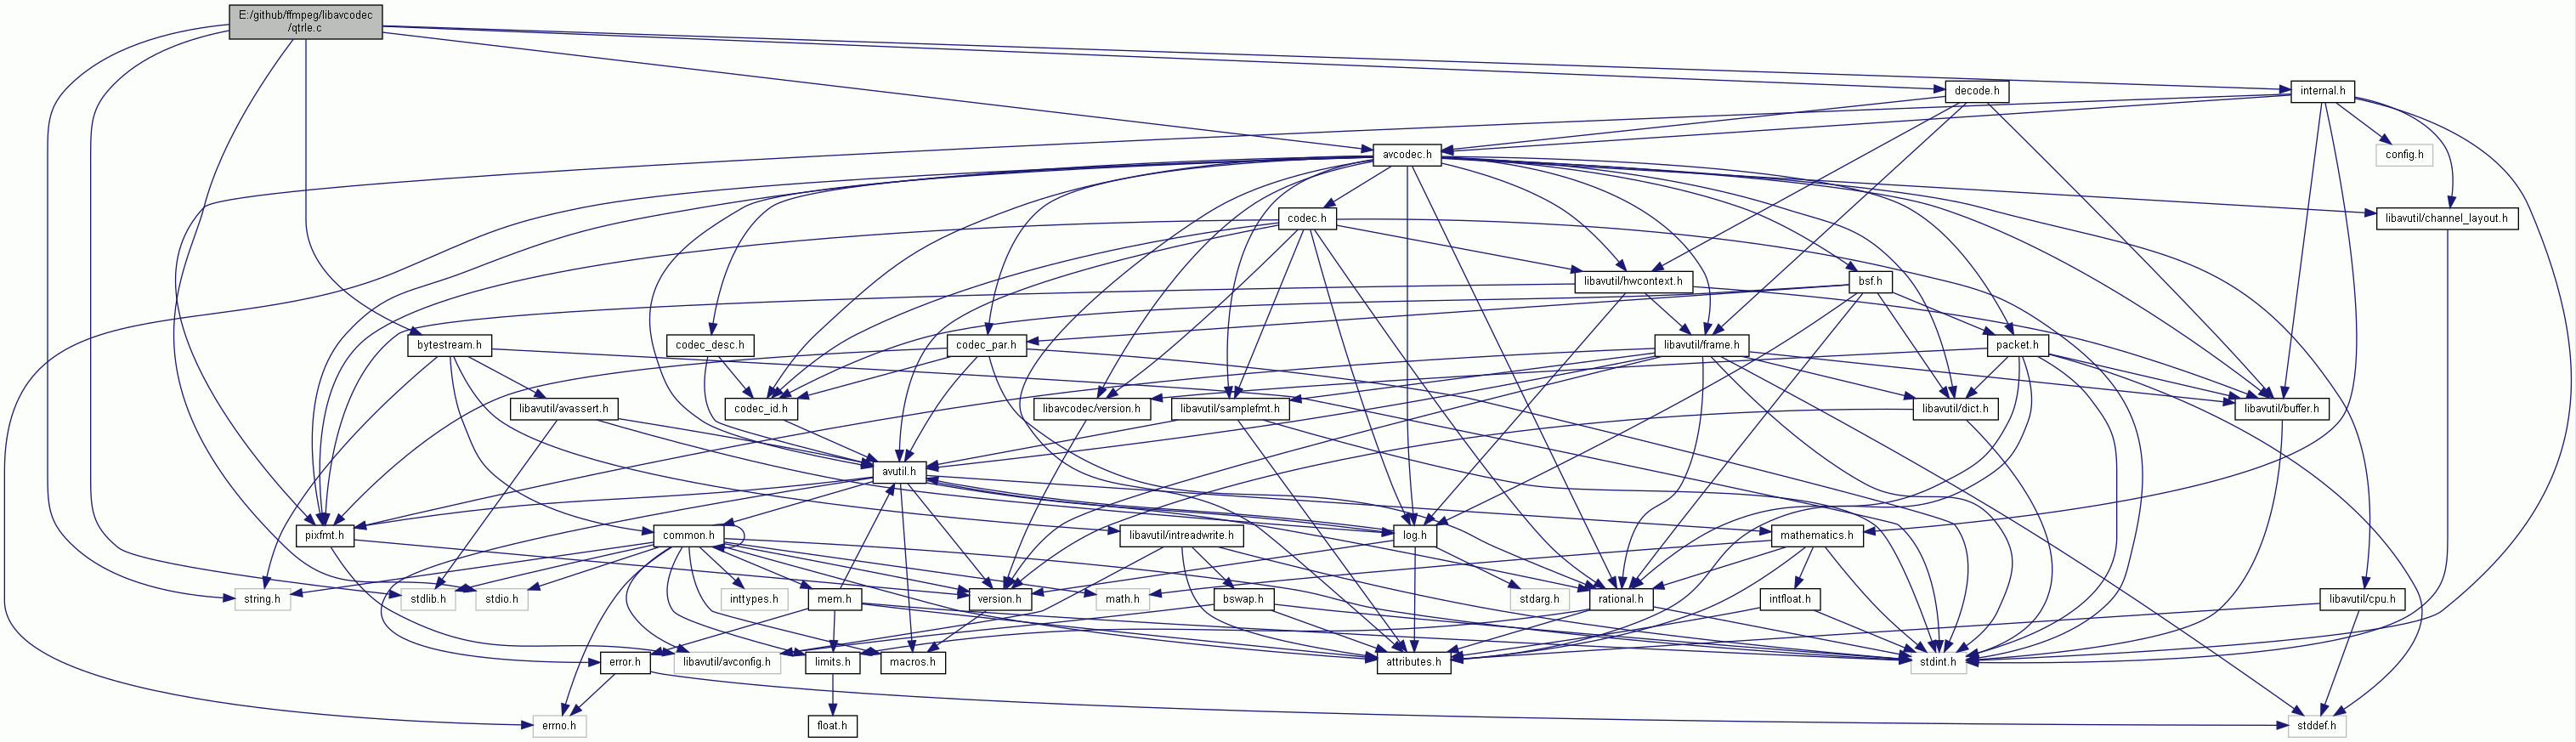 E:/github/ffmpeg/libavcodec
/qtrle.c
decode.h
internal.h
avcodec.h
config.h
codec.h
libavutil/channel_layout.h
libavutil/hwcontext.h
bsf.h
bytestream.h
codec_desc.h
codec_par.h
libavutil/frame.h
packet.h
libavutil/avassert.h
codec_id.h
libavcodec/version.h
libavutil/samplefmt.h
libavutil/dict.h
libavutil/buffer.h
avutil.h
pixfmt.h
common.h
libavutil/intreadwrite.h
log.h
mathematics.h
string.h
stdlib.h
stdio.h
inttypes.h
mem.h
version.h
math.h
bswap.h
stdarg.h
rational.h
intfloat.h
libavutil/cpu.h
error.h
libavutil/avconfig.h
limits.h
macros.h
attributes.h
stdint.h
errno.h
float.h
stddef.h